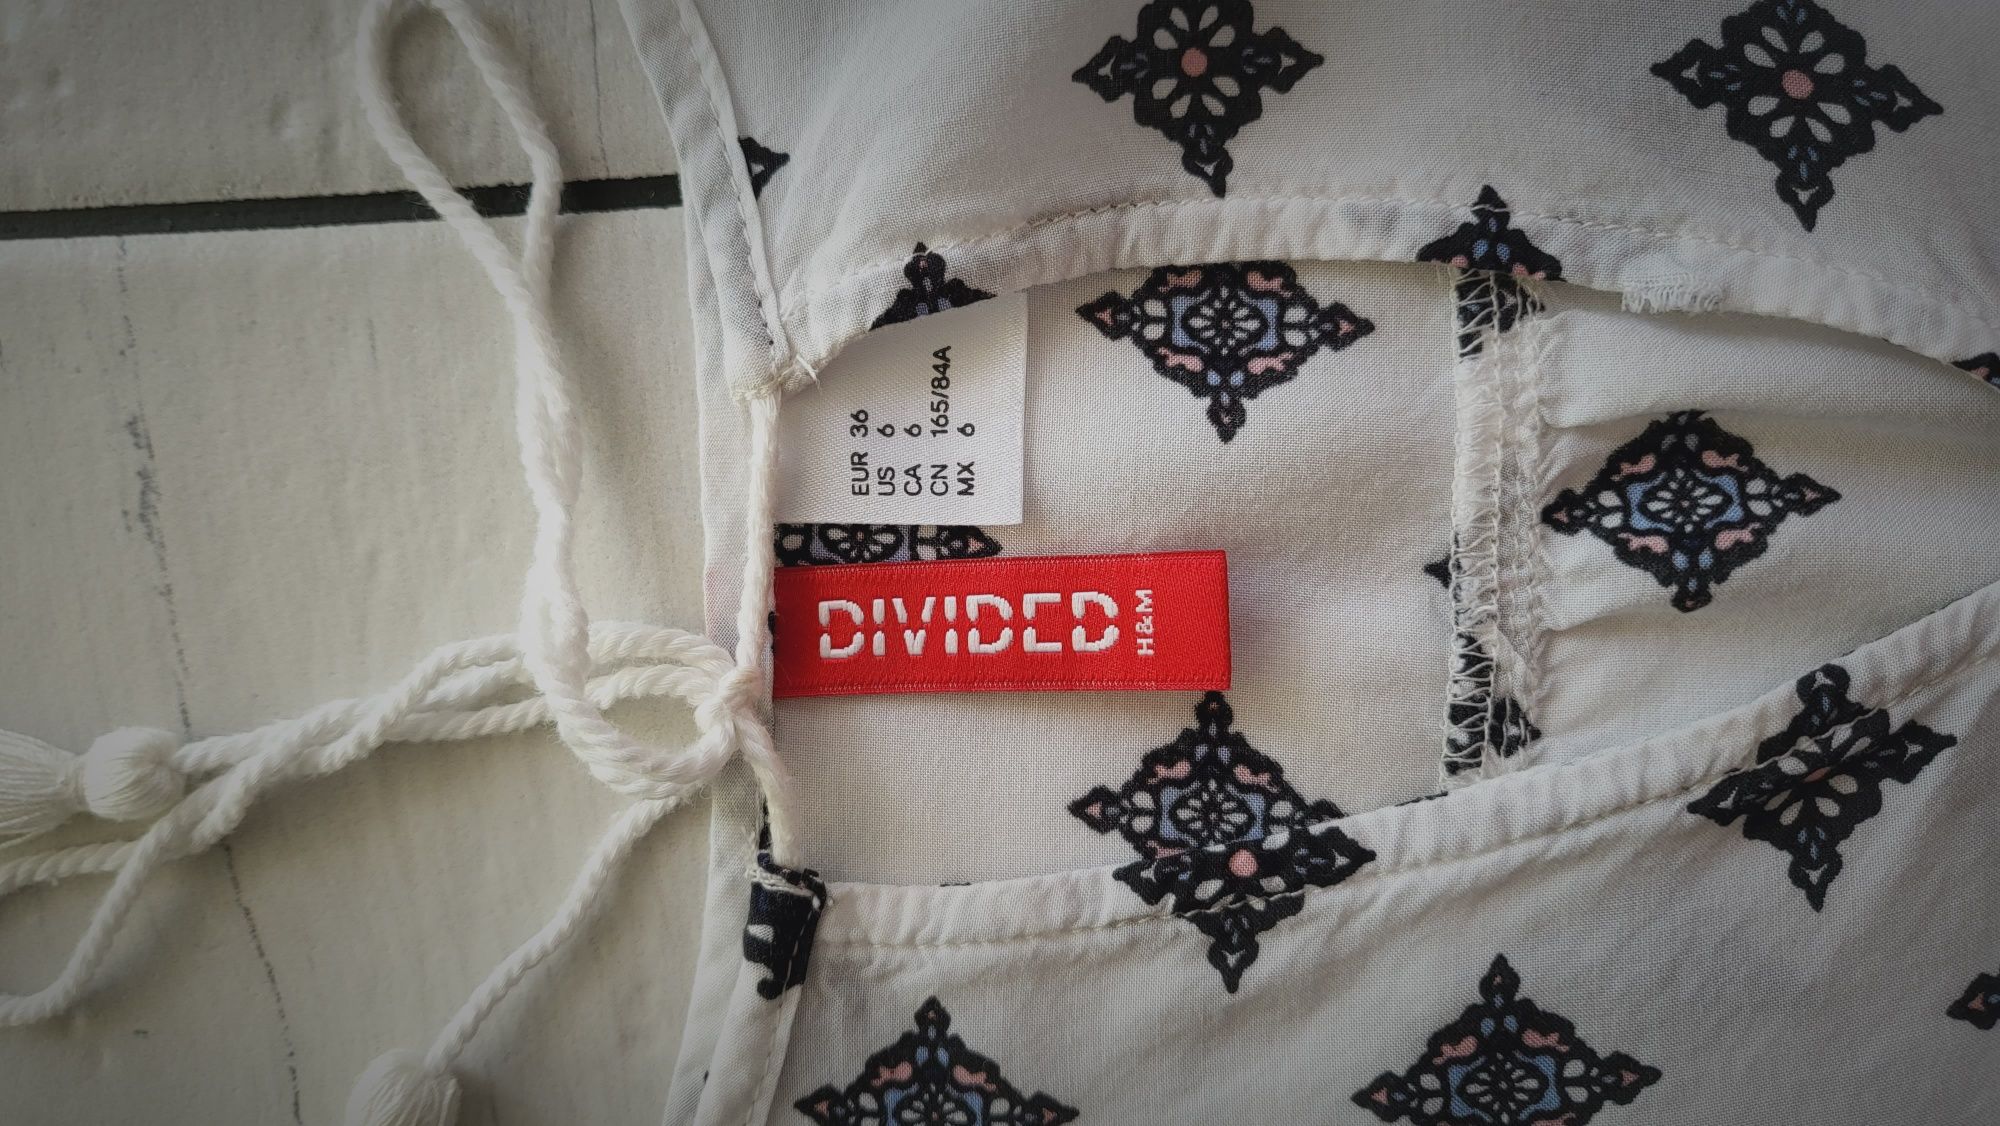 EUR 36
US 6
CA 6
CN 165/84A
MX 6
DIVIDED
H&M